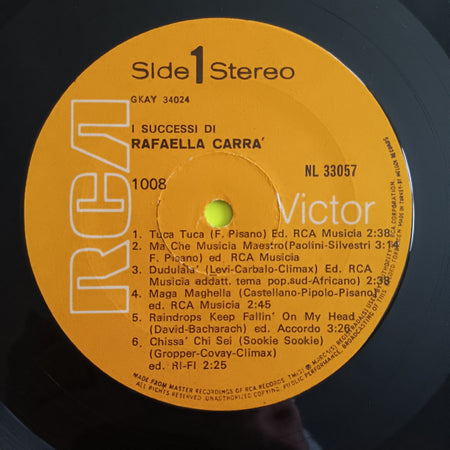 Side 1 Stereo
GKAY 34024
I SUCCESSI DI
RAFAELLA CARRA'
NL 33057
1008
RCA Victor
1. Tuca Tuca (F. Pisano) Ed. RCA Musicia 2:38
2. Ma Che Musicia Maestro(Paolini-Silvestri 3:14
F. Pisano) ed RCA Musicia
3. Dudulaia' (Levi-Carbalo-Climax) Ed. RCA
Musicia addatt. tema pop.sud-Africano) 2:38
4. Maga Maghella (Castellano-Pipolo-Pisano)
ed. RCA Musicia 2:45
5. Raindrops Keep Fallin' On My Head
(David-Bacharach) ed. Accordo 3:26
6. Chissa' Chi Sei (Sookie Sookie)
(Gropper-Covay-Climax)
ed: RI-FI 2:25
MADE FROM MASTER RECORDINGS OF RCA RECORDS
UNAUTHORIZED COPYING, PUBLIC PERFORMANCE, BROADCASTING OF THIS